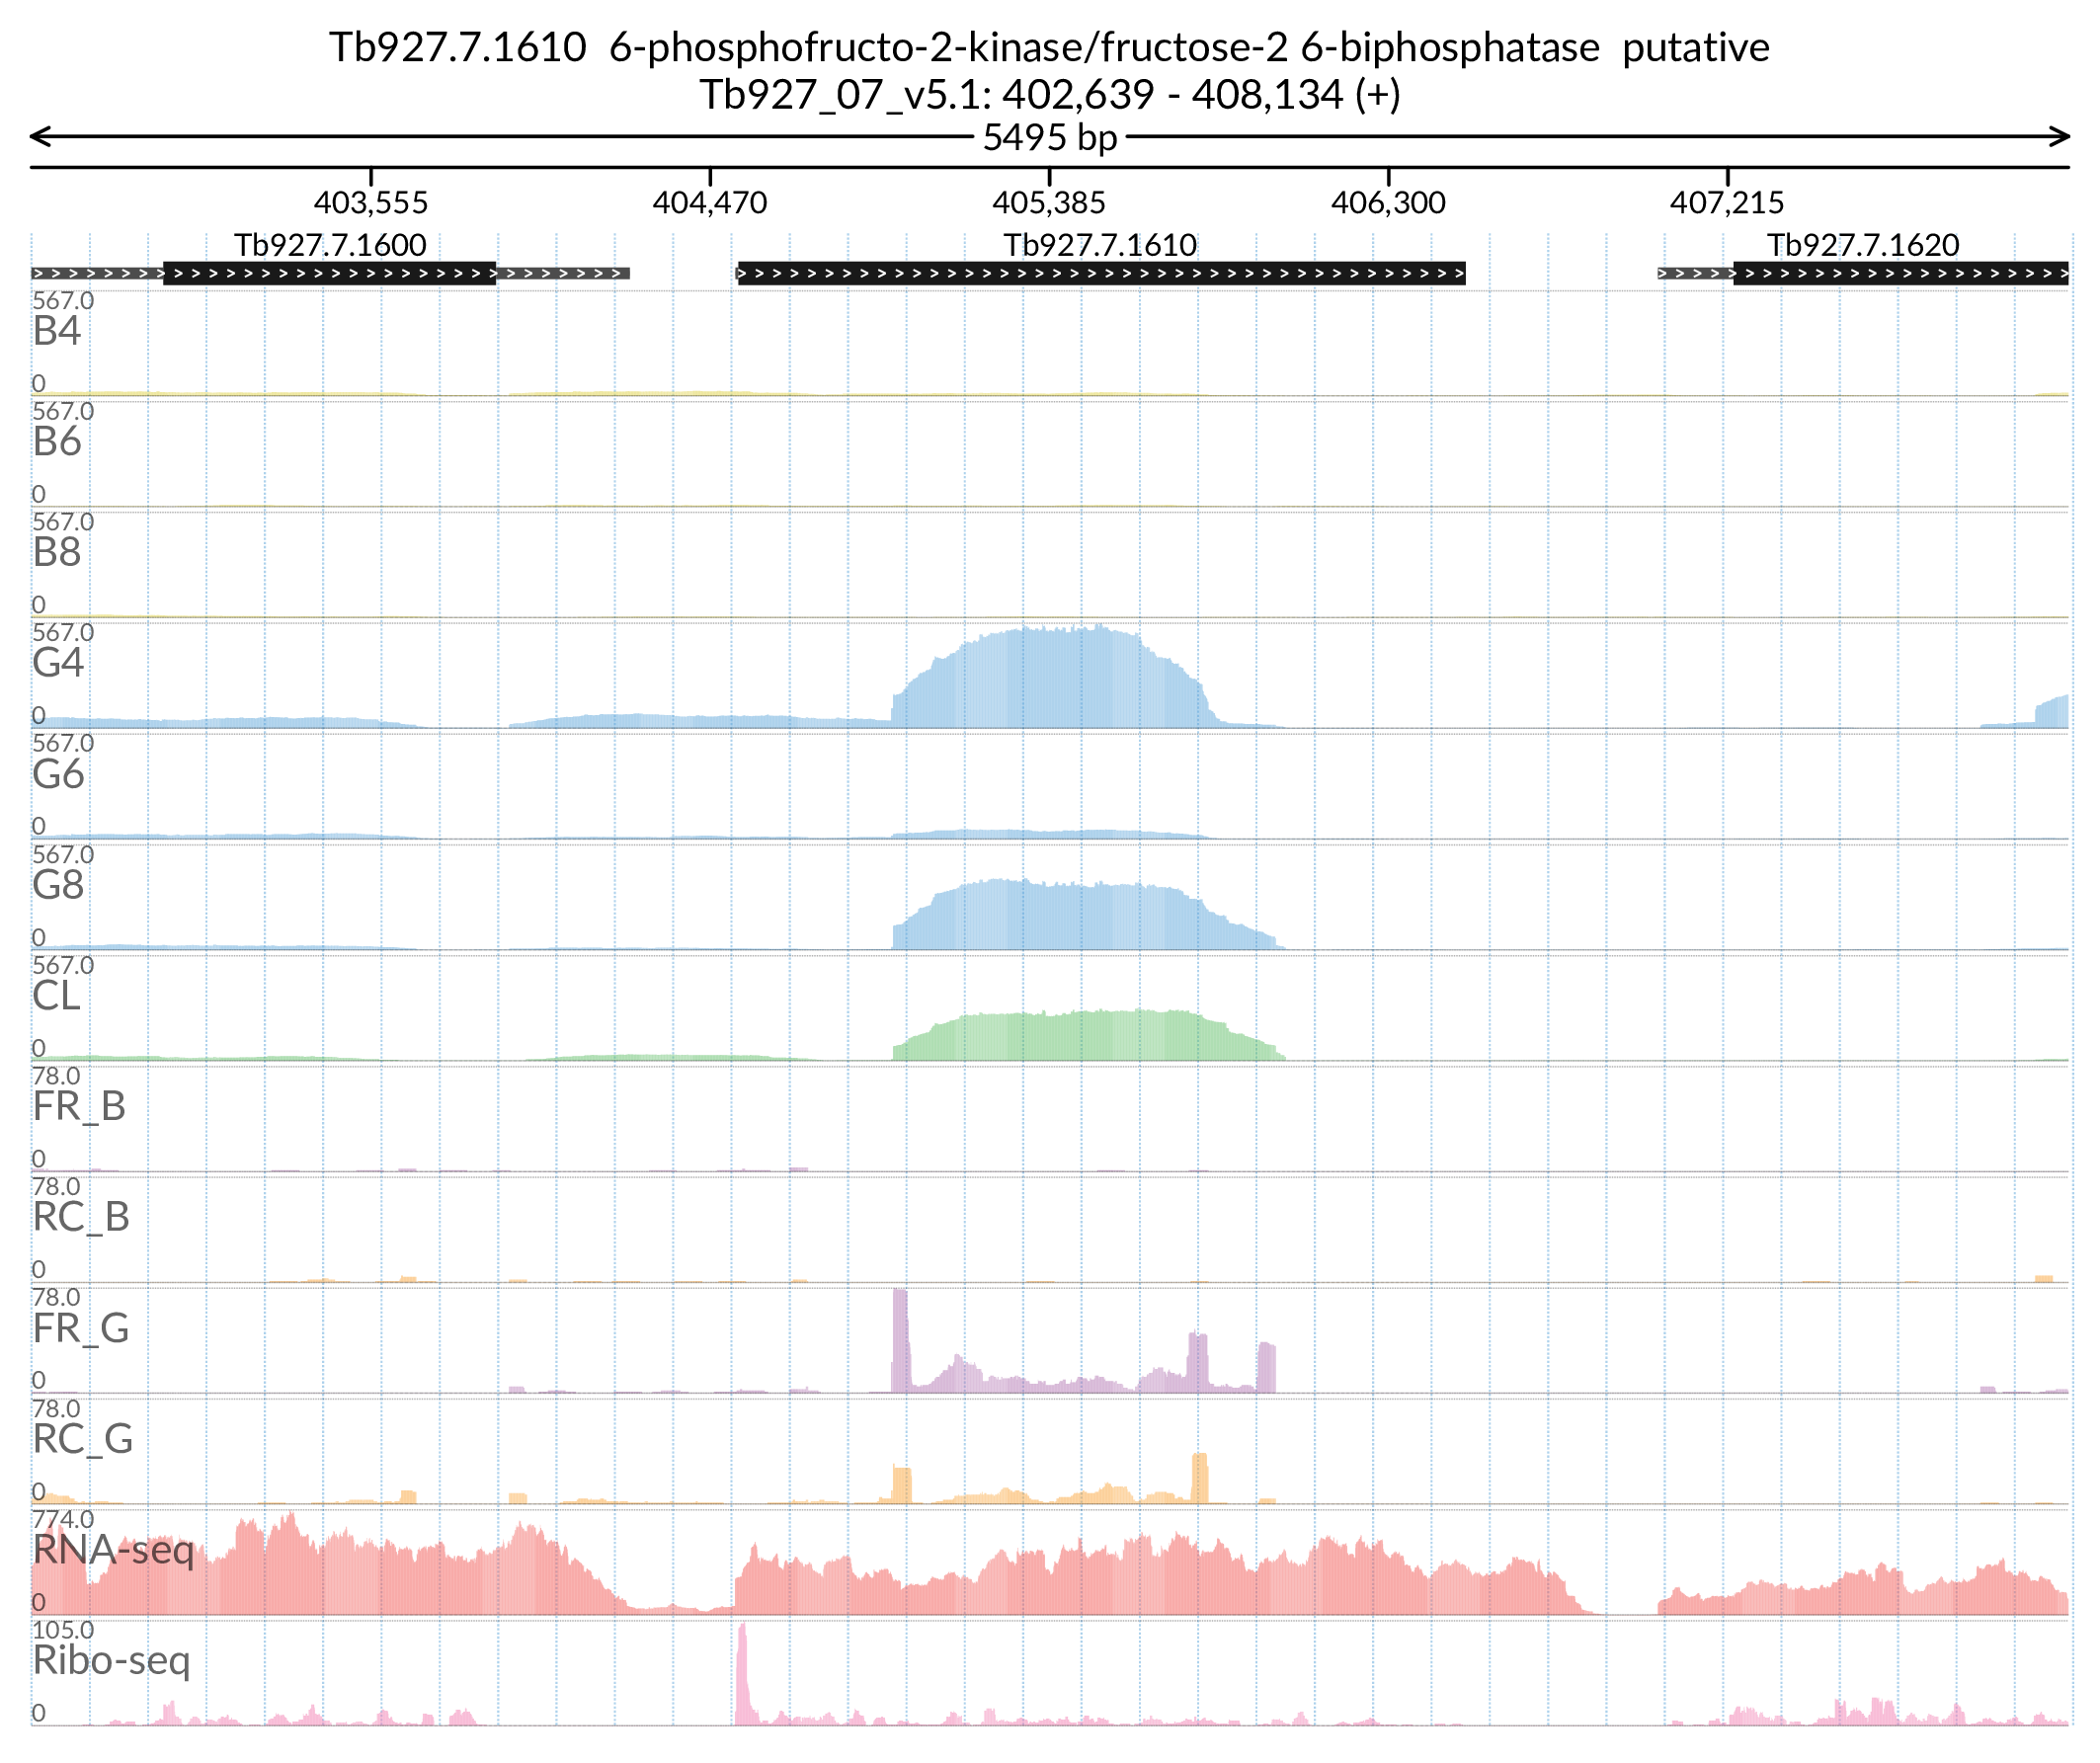 Tb927.7.1610  6-phosphofructo-2-kinase/fructose-2 6-biphosphatase  putative
Tb927_07_v5.1: 402,639 - 408,134 (+)
5495 bp
403,555 404,470 405,385 406,300 407,215
Tb927.7.1600 Tb927.7.1610 Tb927.7.1620
567.0
B4
0
567.0
B6
0
567.0
B8
0
567.0
G4
0
567.0
G6
0
567.0
G8
0
567.0
CL
0
78.0
FR_B
0
78.0
RC_B
0
78.0
FR_G
0
78.0
RC_G
0
774.0
RNA-seq
0
105.0
Ribo-seq
0